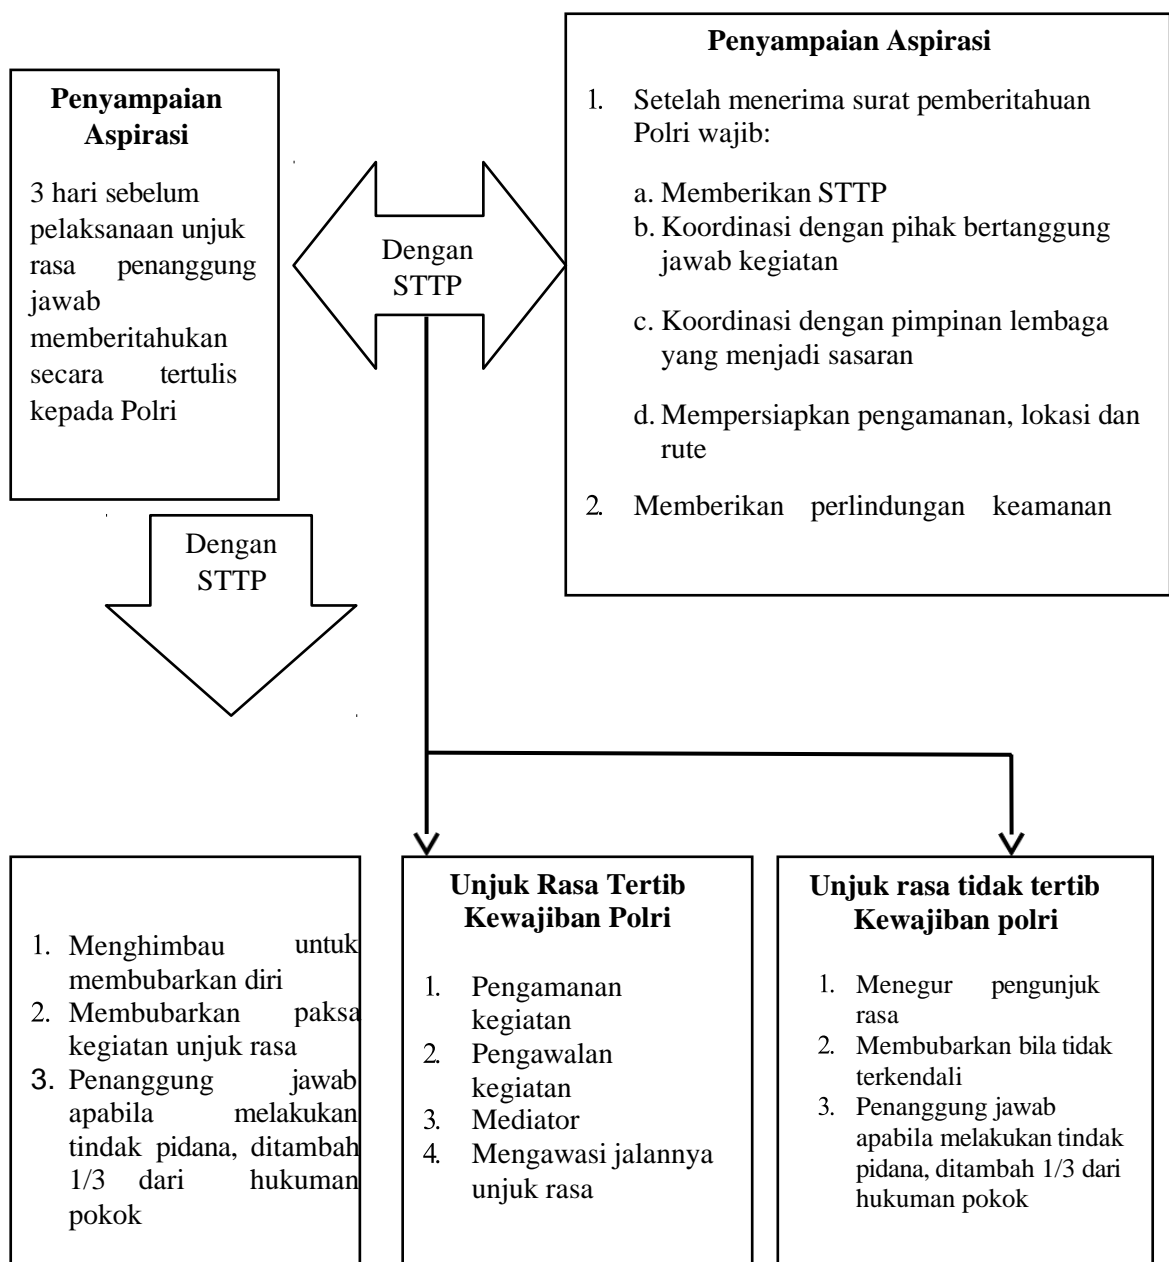 Penyampaian
Aspirasi
3 hari sebelum
pelaksanaan unjuk
rasa penanggung
jawab
memberitahukan
secara tertulis
kepada Polri
Dengan
STTP
Penyampaian Aspirasi
1. Setelah menerima surat pemberitahuan
Polri wajib:
a. Memberikan STTP
b. Koordinasi dengan pihak bertanggung
jawab kegiatan
c. Koordinasi dengan pimpinan lembaga
yang menjadi sasaran
d. Mempersiapkan pengamanan, lokasi dan
rute
2. Memberikan perlindungan keamanan
Dengan
STTP
1. Menghimbau untuk
membubarkan diri
2. Membubarkan paksa
kegiatan unjuk rasa
3. Penanggung jawab
apabila melakukan
tindak pidana, ditambah
1/3 dari hukuman
pokok
Unjuk Rasa Tertib
Kewajiban Polri
1. Pengamanan
kegiatan
2. Pengawalan
kegiatan
3. Mediator
4. Mengawasi jalannya
unjuk rasa
Unjuk rasa tidak tertib
Kewajiban polri
1. Menegur pengunjuk
rasa
2. Membubarkan bila tidak
terkendali
3. Penanggung jawab
apabila melakukan tindak
pidana, ditambah 1/3 dari
hukuman pokok